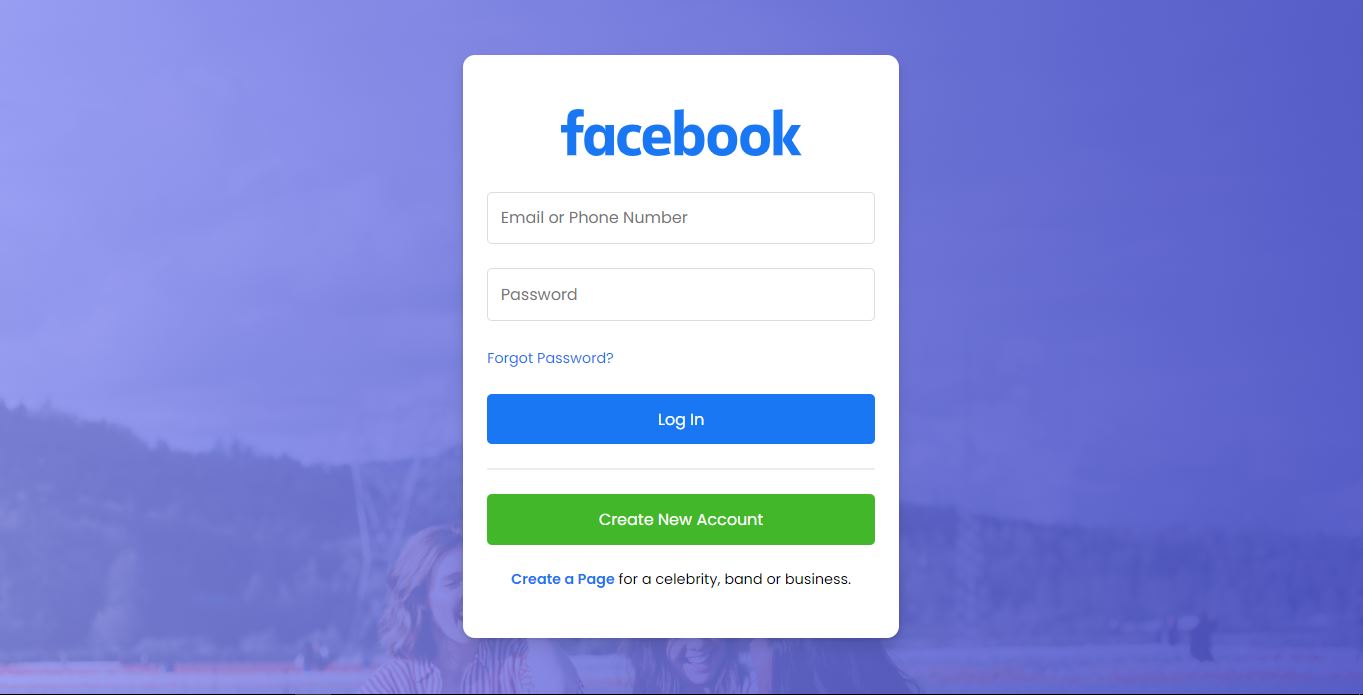 facebook
Email or Phone Number
Password
Forgot Password?
Log In
Create New Account
Create a Page for a celebrity, band or business.